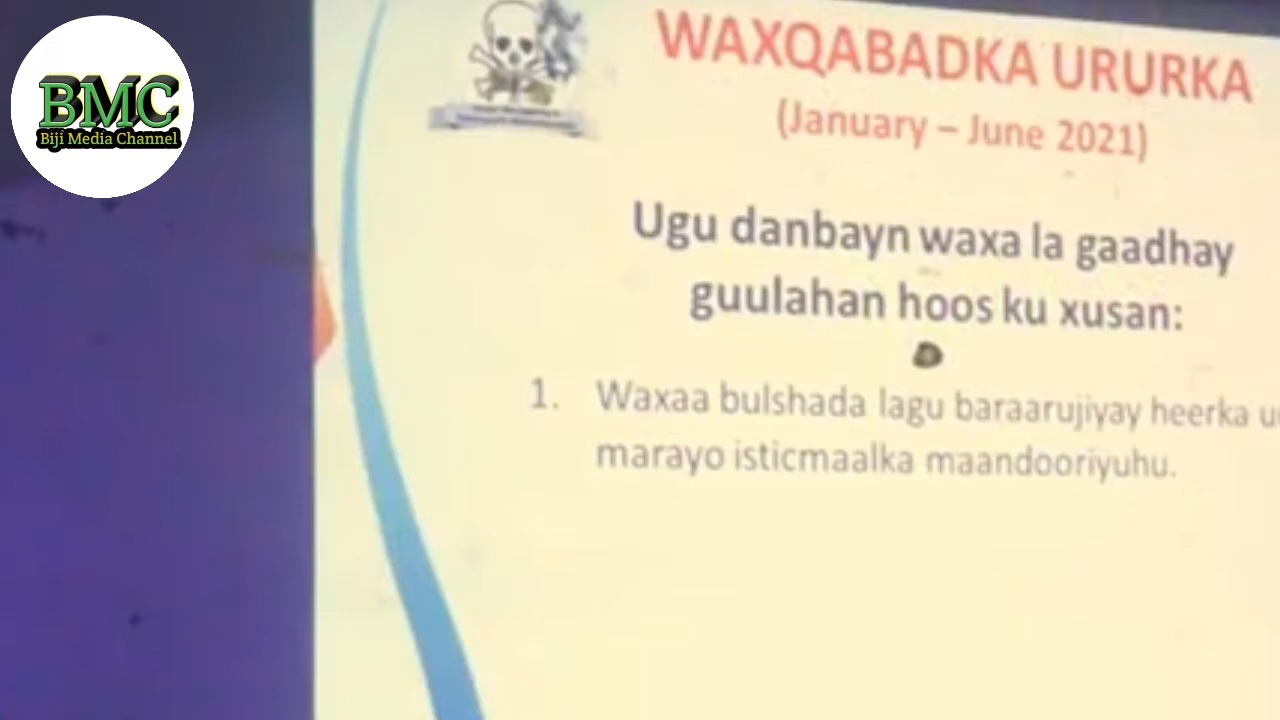 BMC
Biji Media Channel
WAXQABADKA URURKA
(January – June 2021)
Ugu danbayn waxa la gaadhay
guulahan hoos ku xusan:
1. Waxaa bulshada lagu baraarujiyay heerka
marayo isticmaalka maandooriyuhu.